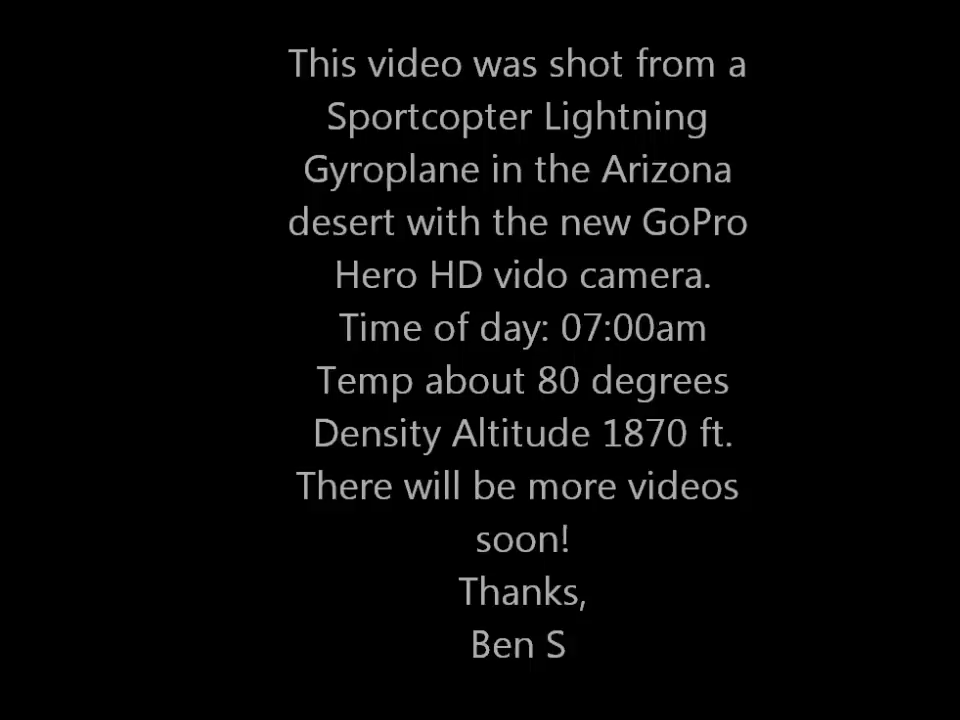 This video was shot from a
Sportcopter Lightning
Gyroplane in the Arizona
desert with the new GoPro
Hero HD vido camera.
Time of day: 07:00am
Temp about 80 degrees
Density Altitude 1870 ft.
There will be more videos
soon!
Thanks,
Ben S